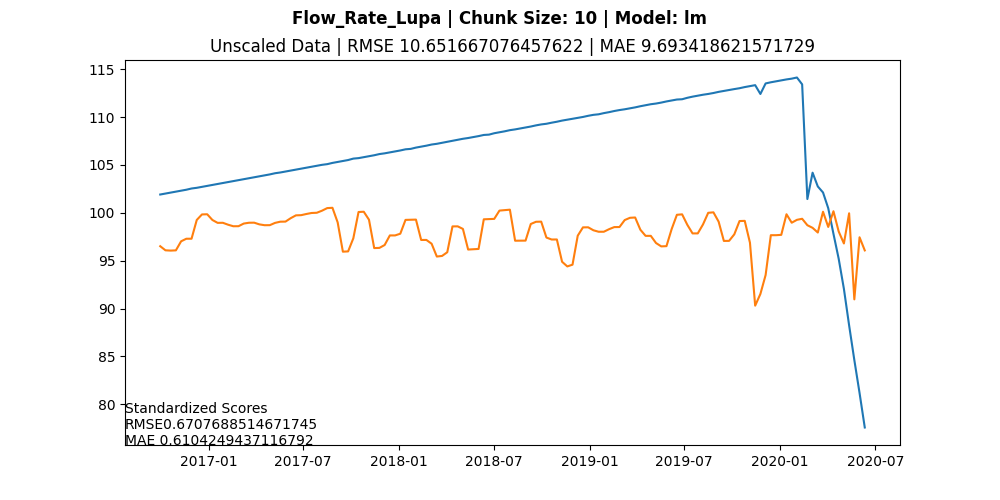 Flow_Rate_Lupa | Chunk Size: 10 | Model: lm
Unscaled Data | RMSE 10.651667076457622 | MAE 9.693418621571729
115
110
105
100
95
90
85
80
Standardized Scores
RMSE0.6707688514671745
MAE 0.6104249437116792
2017-01 2017-07 2018-01 2018-07 2019-01 2019-07 2020-01 2020-07